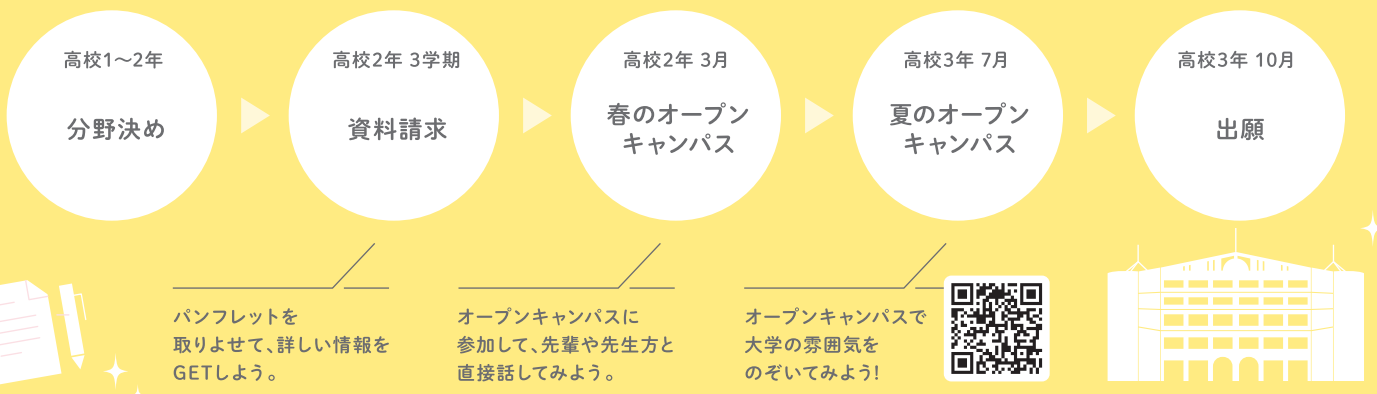 高校1〜2年
分野決め
高校2年 3学期
資料請求
高校2年 3月
春のオープン
キャンパス
高校3年 7月
夏のオープン
キャンパス
高校3年 10月
出願
パンフレットを
取りよせて、詳しい情報を
GETしよう。
オープンキャンパスに
参加して、先輩や先生方と
直接話してみよう。
オープンキャンパスで
大学の雰囲気を
のぞいてみよう!